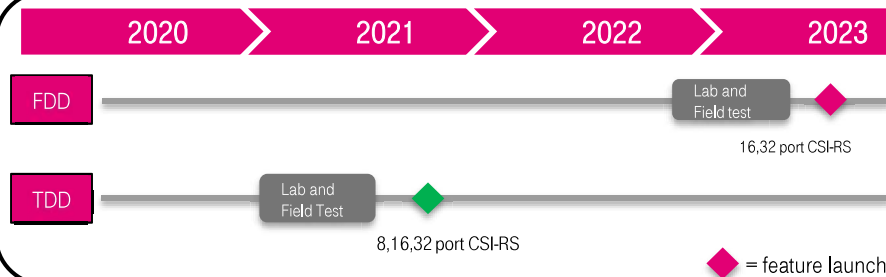 2020 2021 2022 2023
FDD
Lab and
Field test
16,32 port CSI-RS
TDD
Lab and
Field Test
8,16,32 port CSI-RS
= feature launch